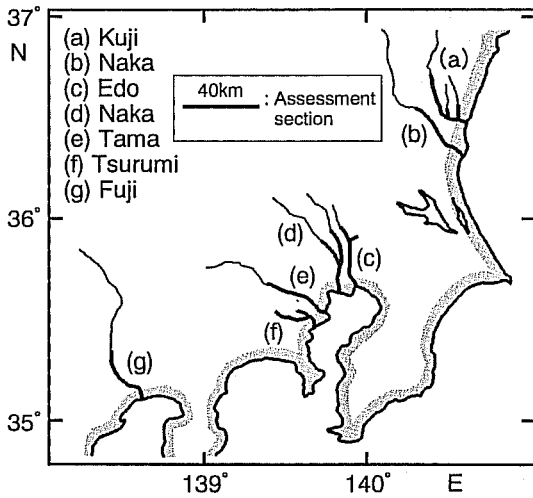 37°
N
(a) Kuji
(b) Naka
(c) Edo
(d) Naka
(e) Tama
(f) Tsurumi
(g) Fuji
40km
: Assessment
section
(a)
(b)
36°
(d)
(c)
(e)
(f)
(g)
35°
139°
140°
E